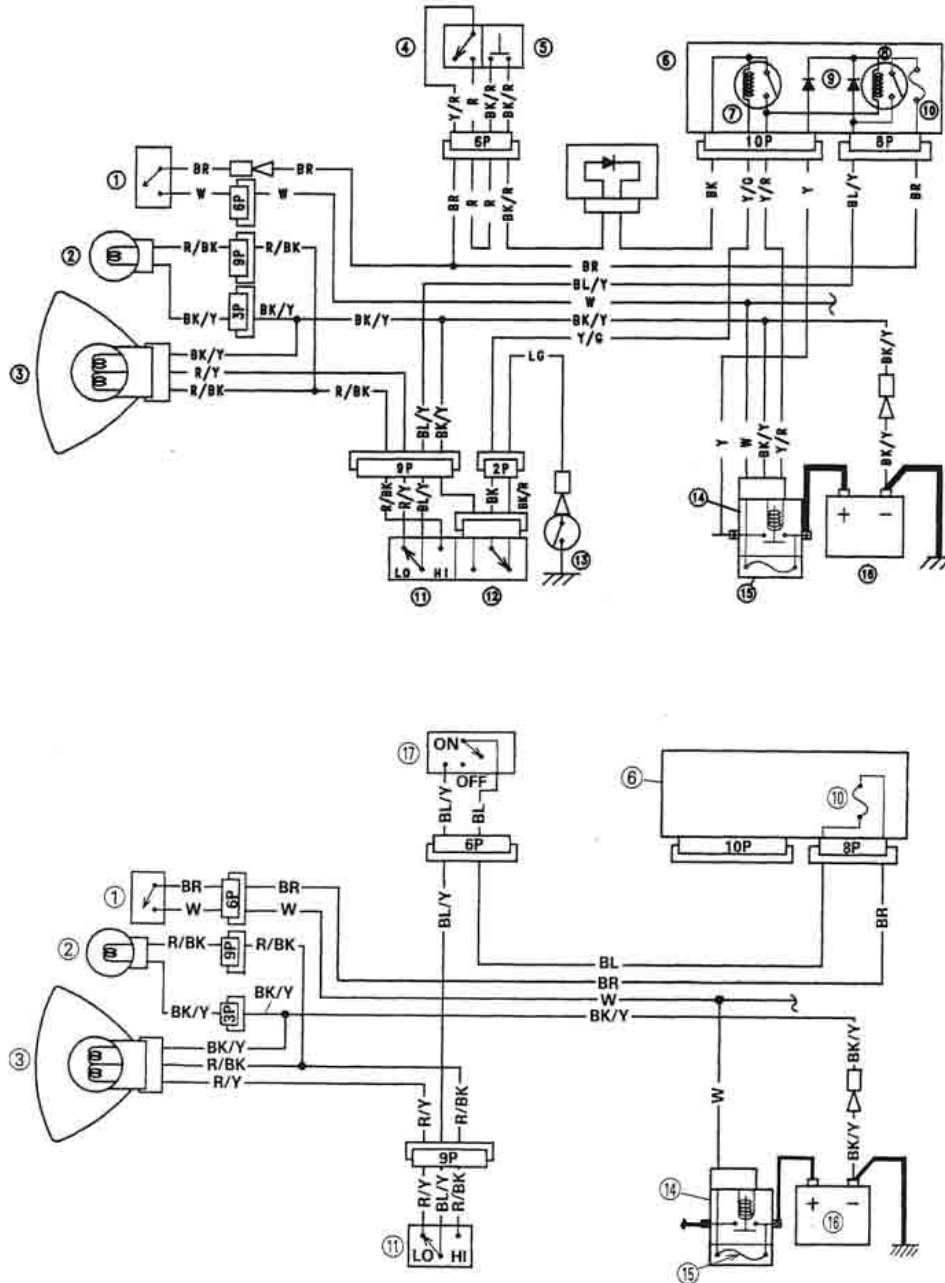 ④ ⑤
Y/R R BK/R BK/R
6P
BR R R BK/R
⑥ ⑦ ⑧ ⑨ ⑩
10P 8P
BK Y/G Y/R Y BL/Y BR
① BR BR
W 6P W
② R/BK 9P R/BK
BK/Y 3P BK/Y BK/Y
③ BK/Y
R/Y
R/BK R/BK
BR
BL/Y
W
BK/Y
Y/G
LG
BL/Y BK/Y
9P 2P
R/BK R/Y BL/Y BK BK/R
LO HI
⑪ ⑫ ⑬
Y W BK/Y Y/R
BK/Y
BK/Y
⑭ + −
⑮ ⑯
⑰ ON
OFF
BL/Y BL
6P
BL/Y
⑥ ⑩
10P 8P
BR
① BR 6P BR
W W
② R/BK 9P R/BK
BK/Y 3P BK/Y
③ BK/Y
R/BK
R/Y
BL
BR
W
BK/Y
R/Y R/BK
9P
R/Y BL/Y R/BK
⑪ LO HI
W BK/Y
BK/Y
⑭ + −
⑯
⑮